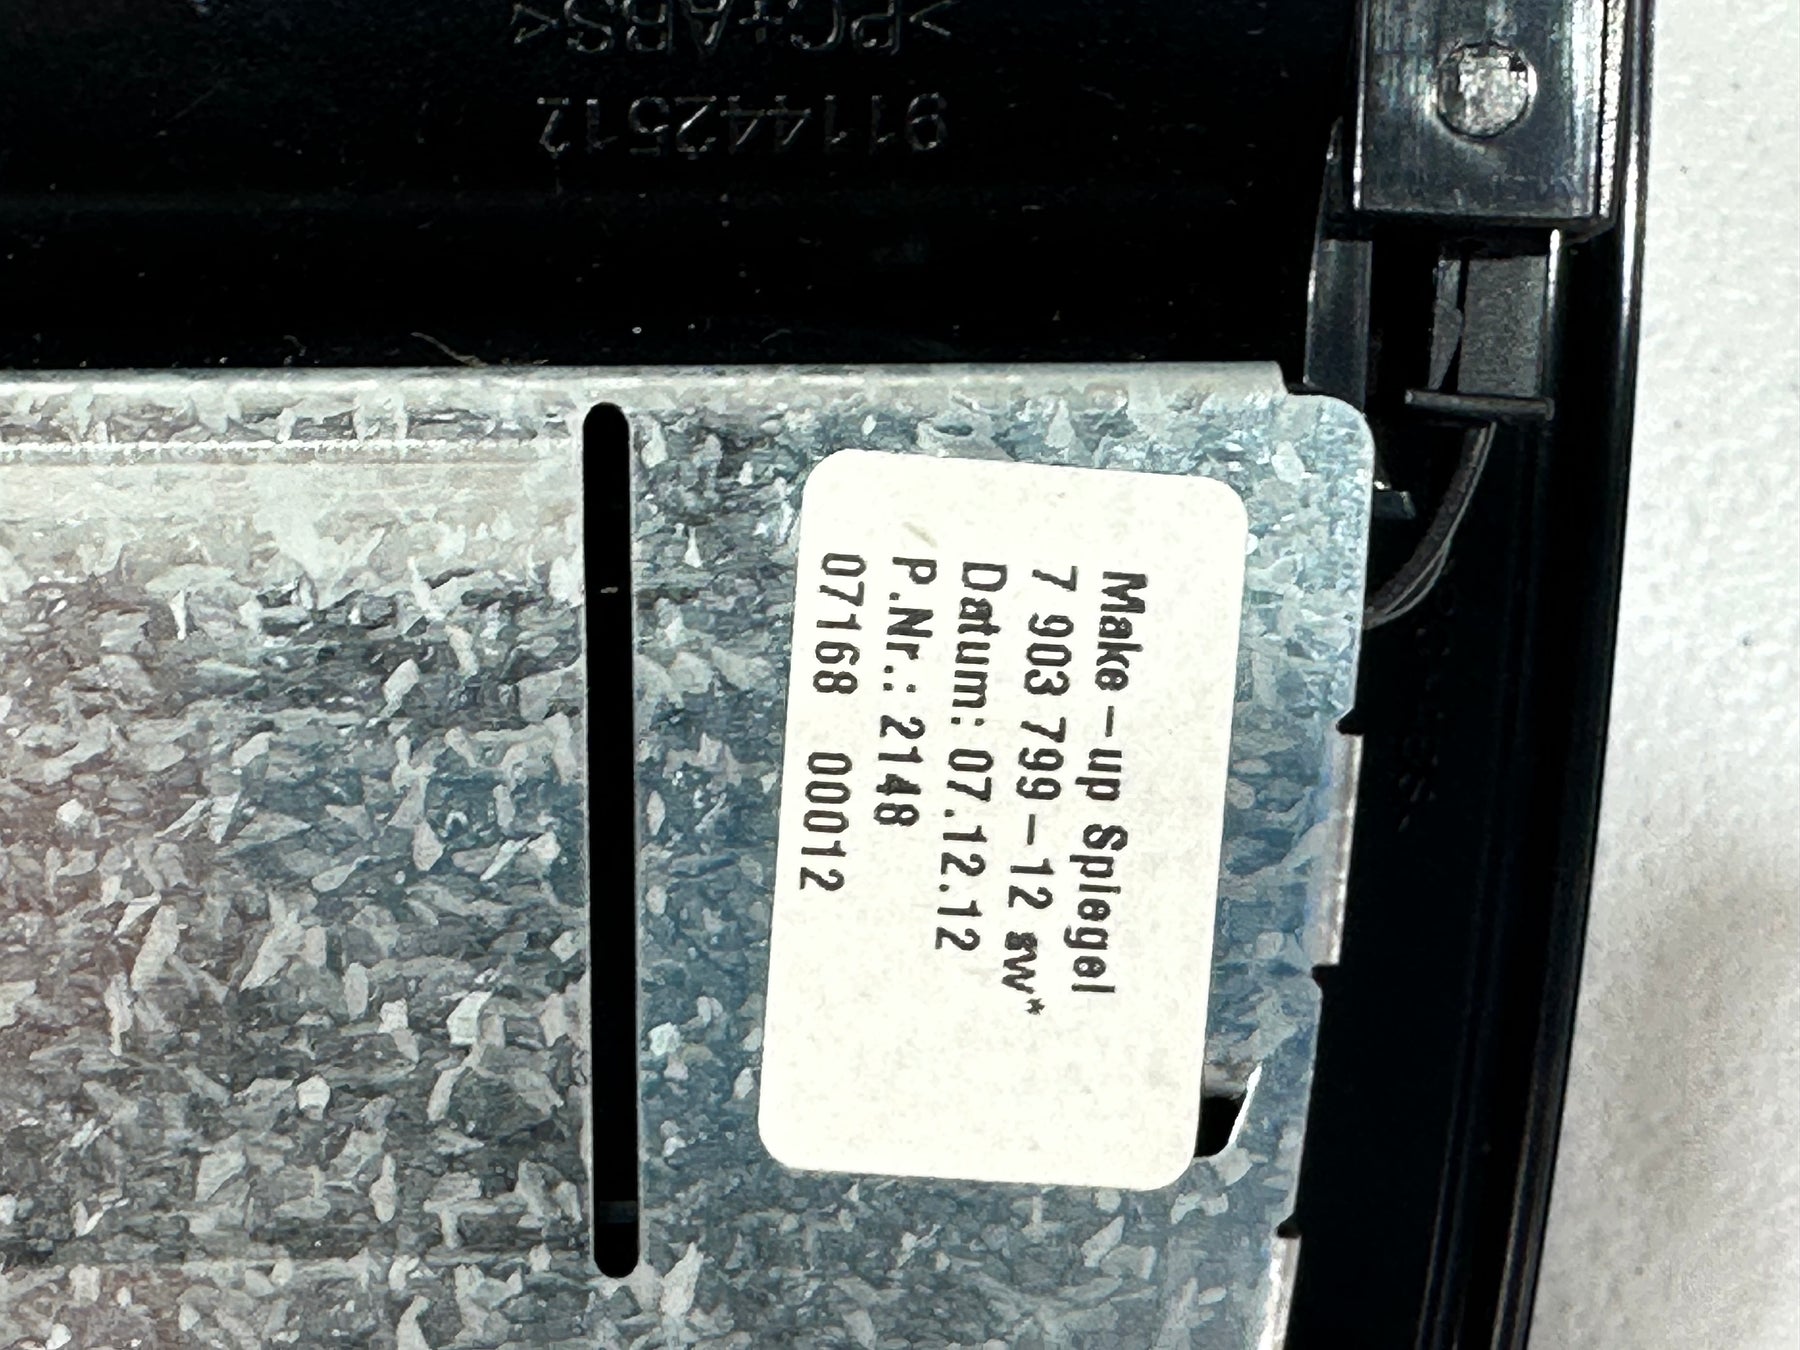 >PC+ABS<
91442512
Make-up Spiegel
7 903 799-12 sw*
Datum: 07.12.12
P.Nr.: 2148
07168 00012